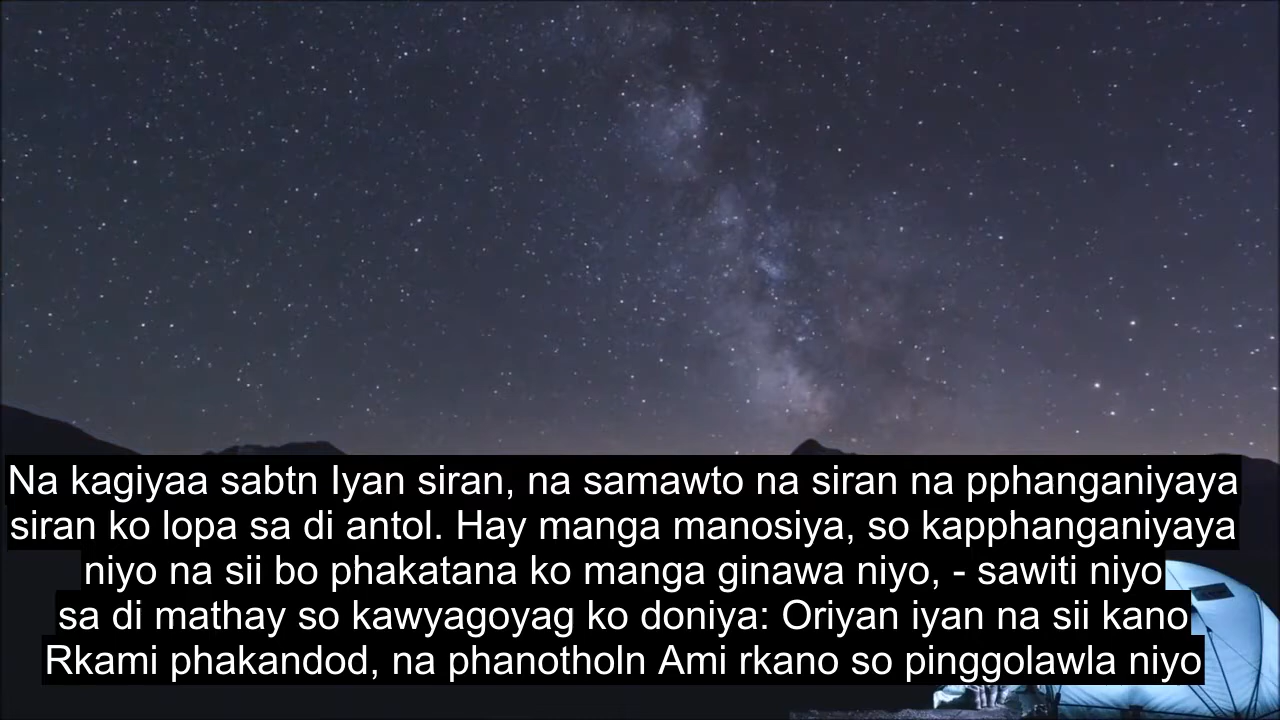 Na kagiyaa sabtn Iyan siran, na samawto na siran na pphanganiyaya
siran ko lopa sa di antol. Hay manga manosiya, so kapphanganiyaya
niyo na sii bo phakatana ko manga ginawa niyo, - sawiti niyo
sa di mathay so kawyagoyag ko doniya: Oriyan iyan na sii kano
Rkami phakandod, na phanotholn Ami rkano so pinggolawla niyo